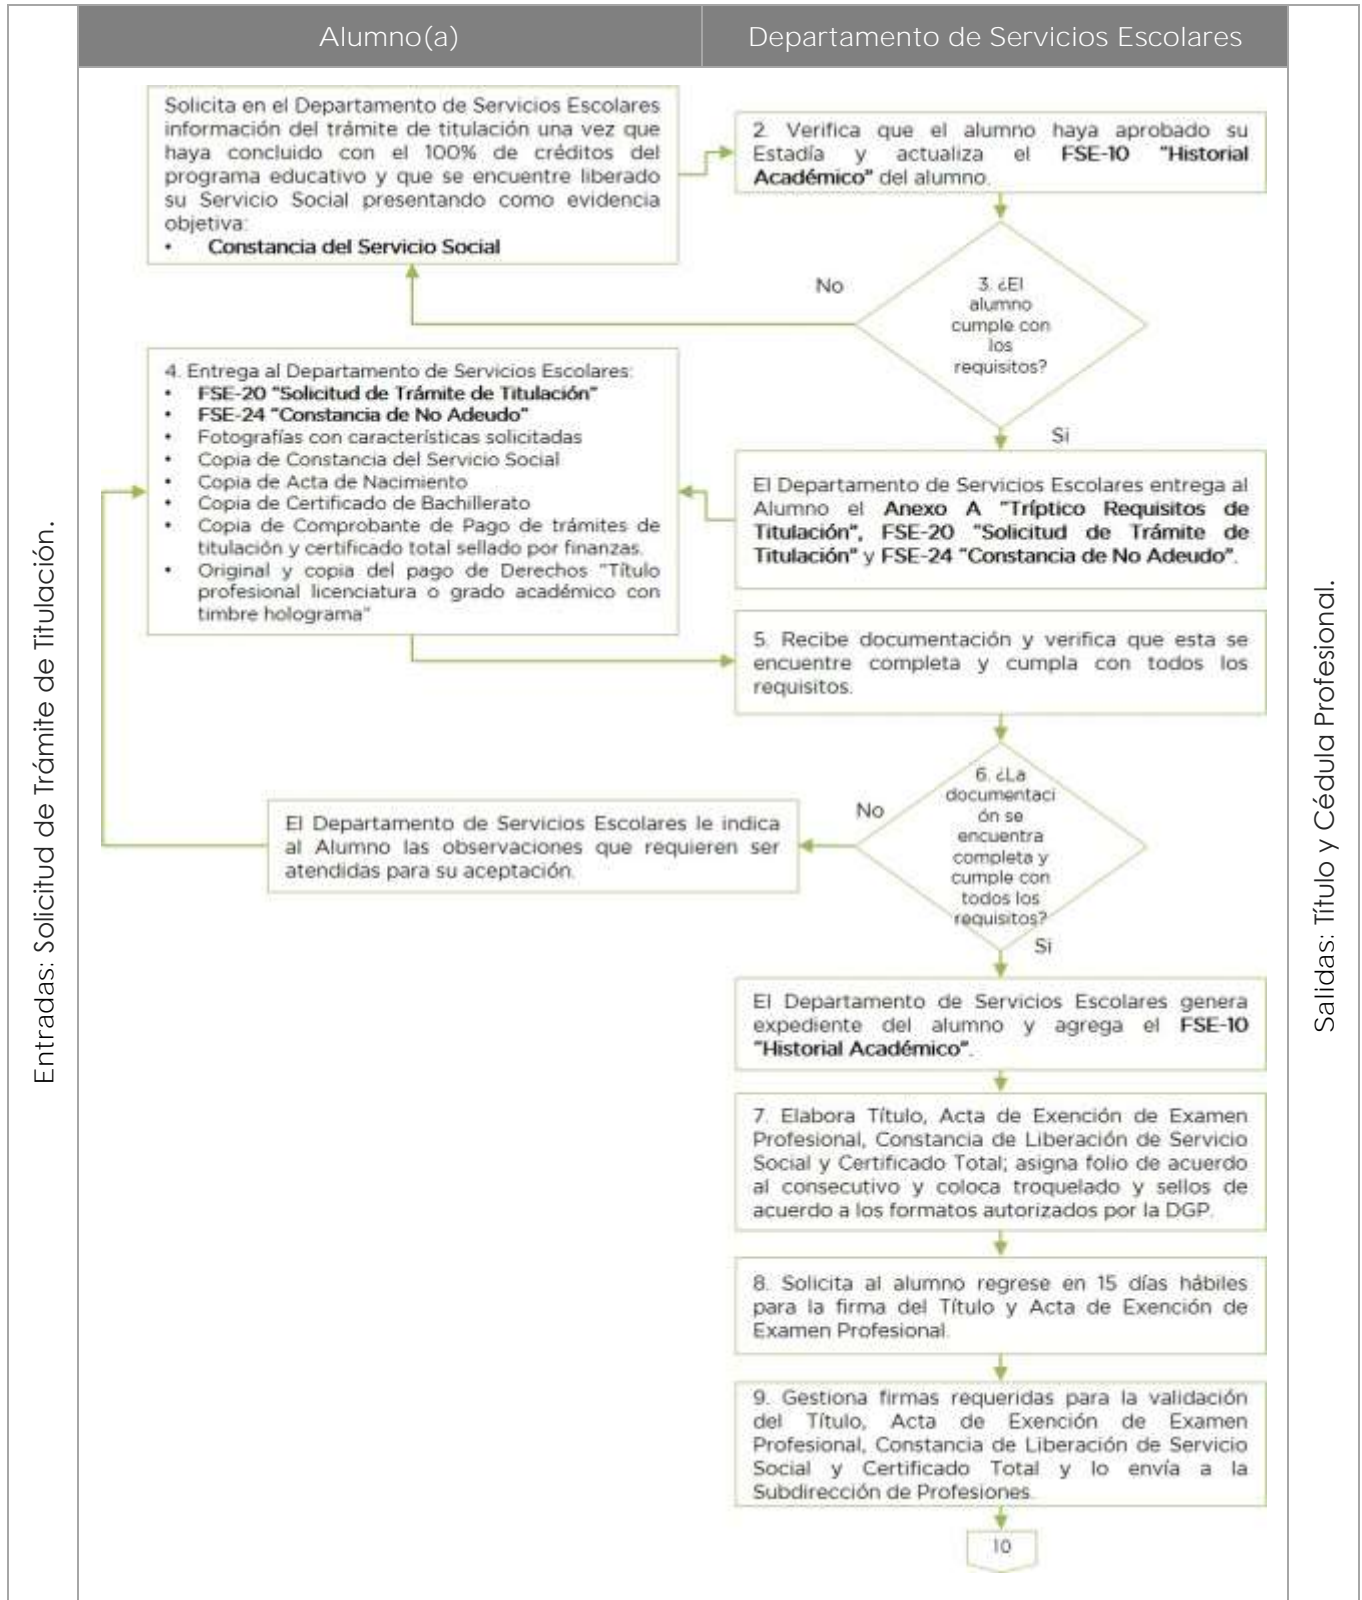 Alumno(a)
Departamento de Servicios Escolares
Solicita en el Departamento de Servicios Escolares
información del trámite de titulación una vez que
haya concluido con el 100% de créditos del
programa educativo y que se encuentre liberado
su Servicio Social presentando como evidencia
objetiva:
• Constancia del Servicio Social
2. Verifica que el alumno haya aprobado su
Estadía y actualiza el FSE-10 "Historial
Académico" del alumno.
No
3. ¿El
alumno
cumple con
los
requisitos?
Si
4. Entrega al Departamento de Servicios Escolares:
• FSE-20 "Solicitud de Trámite de Titulación"
• FSE-24 "Constancia de No Adeudo"
• Fotografías con características solicitadas
• Copia de Constancia del Servicio Social
• Copia de Acta de Nacimiento
• Copia de Certificado de Bachillerato
• Copia de Comprobante de Pago de trámites de
titulación y certificado total sellado por finanzas.
• Original y copia del pago de Derechos "Título
profesional licenciatura o grado académico con
timbre holograma"
El Departamento de Servicios Escolares entrega al
Alumno el Anexo A "Tríptico Requisitos de
Titulación", FSE-20 "Solicitud de Trámite de
Titulación" y FSE-24 "Constancia de No Adeudo".
5. Recibe documentación y verifica que esta se
encuentre completa y cumpla con todos los
requisitos.
6. ¿La
documentaci
ón se
encuentra
completa y
cumple con
todos los
requisitos?
No
Si
El Departamento de Servicios Escolares le indica
al Alumno las observaciones que requieren ser
atendidas para su aceptación.
El Departamento de Servicios Escolares genera
expediente del alumno y agrega el FSE-10
"Historial Académico".
7. Elabora Título, Acta de Exención de Examen
Profesional, Constancia de Liberación de Servicio
Social y Certificado Total; asigna folio de acuerdo
al consecutivo y coloca troquelado y sellos de
acuerdo a los formatos autorizados por la DGP.
8. Solicita al alumno regrese en 15 días hábiles
para la firma del Título y Acta de Exención de
Examen Profesional.
9. Gestiona firmas requeridas para la validación
del Título, Acta de Exención de Examen
Profesional, Constancia de Liberación de Servicio
Social y Certificado Total y lo envía a la
Subdirección de Profesiones.
10
Entradas: Solicitud de Trámite de Titulación.
Salidas: Título y Cédula Profesional.